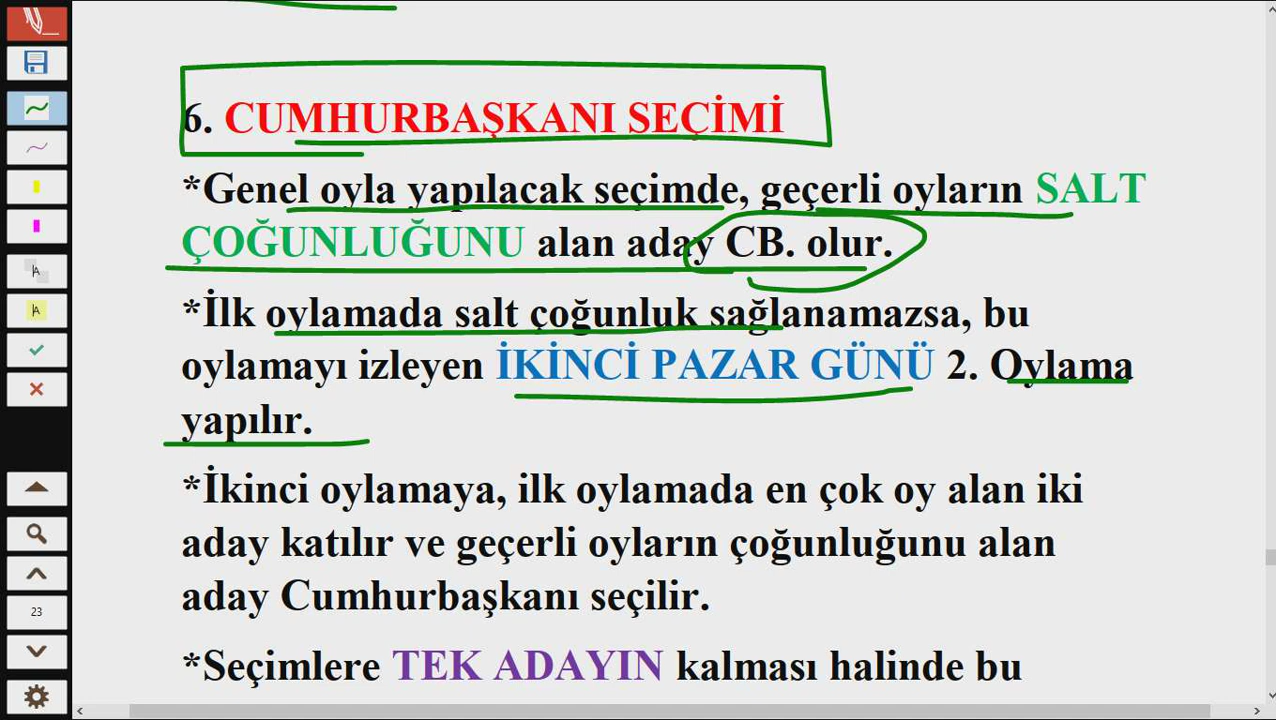 6. CUMHURBAŞKANI SEÇİMİ
*Genel oyla yapılacak seçimde, geçerli oyların SALT
ÇOĞUNLUĞUNU alan aday CB. olur.
*İlk oylamada salt çoğunluk sağlanamazsa, bu
oylamayı izleyen İKİNCİ PAZAR GÜNÜ 2. Oylama
yapılır.
*İkinci oylamaya, ilk oylamada en çok oy alan iki
aday katılır ve geçerli oyların çoğunluğunu alan
aday Cumhurbaşkanı seçilir.
23
*Seçimlere TEK ADAYIN kalması halinde bu